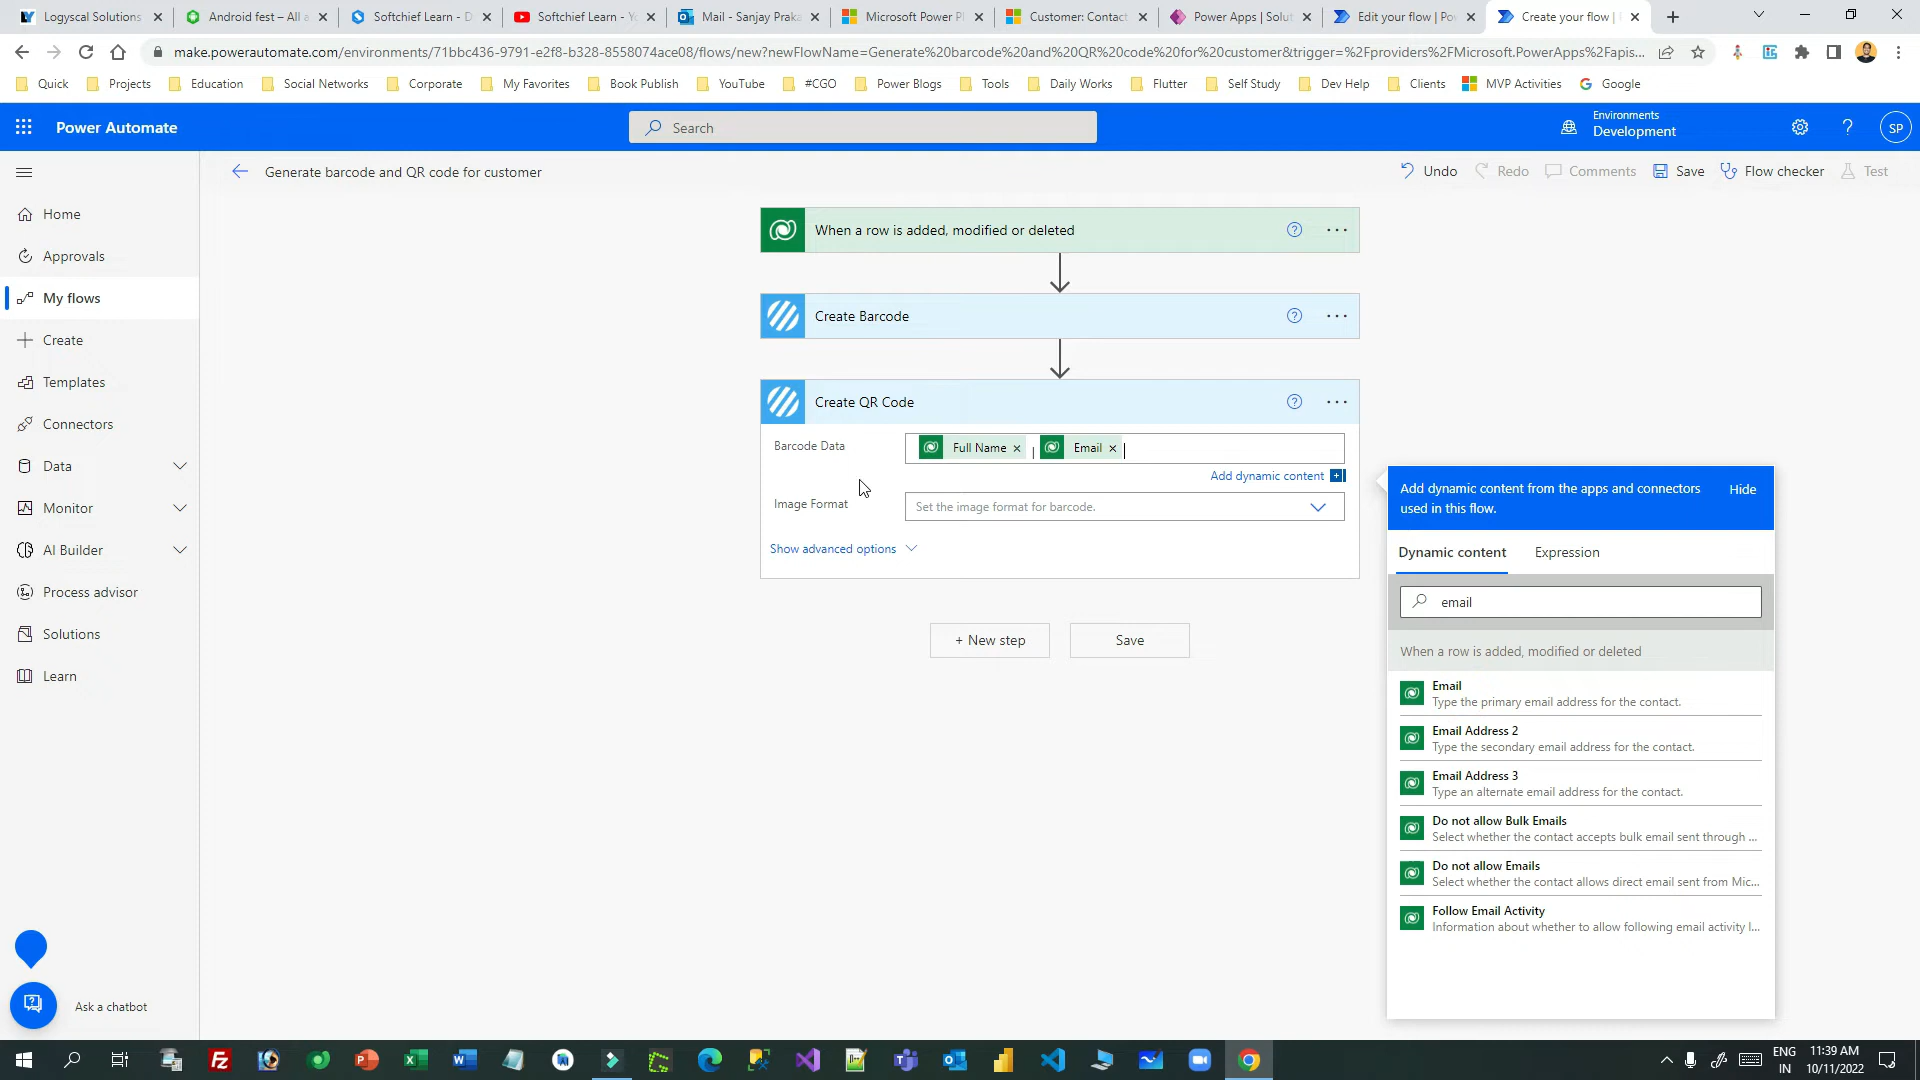 Logyscal Solutions
Android fest – All a
Softchief Learn - D
Softchief Learn - Yo
Mail - Sanjay Praka
Microsoft Power Pl
Customer: Contact
Power Apps | Solut
Edit your flow | Po
Create your flow |
make.powerautomate.com/environments/71bbc436-9791-e2f8-b328-8558074ace08/flows/new?newFlowName=Generate%20barcode%20and%20QR%20code%20for%20customer&trigger=%2Fproviders%2FMicrosoft.PowerApps%2Fapis...
Quick
Projects
Education
Social Networks
Corporate
My Favorites
Book Publish
YouTube
#CGO
Power Blogs
Tools
Daily Works
Flutter
Self Study
Dev Help
Clients
MVP Activities
Google
Power Automate
Search
Environments
Development
SP
Generate barcode and QR code for customer
Undo
Redo
Comments
Save
Flow checker
Test
Home
Approvals
My flows
Create
Templates
Connectors
Data
Monitor
AI Builder
Process advisor
Solutions
Learn
Ask a chatbot
When a row is added, modified or deleted
Create Barcode
Create QR Code
Barcode Data
Full Name × | Email ×
Add dynamic content
Image Format
Set the image format for barcode.
Show advanced options
+ New step
Save
Add dynamic content from the apps and connectors
used in this flow.
Hide
Dynamic content
Expression
email
When a row is added, modified or deleted
Email
Type the primary email address for the contact.
Email Address 2
Type the secondary email address for the contact.
Email Address 3
Type an alternate email address for the contact.
Do not allow Bulk Emails
Select whether the contact accepts bulk email sent through ...
Do not allow Emails
Select whether the contact allows direct email sent from Mic...
Follow Email Activity
Information about whether to allow following email activity l...
ENG
IN
11:39 AM
10/11/2022